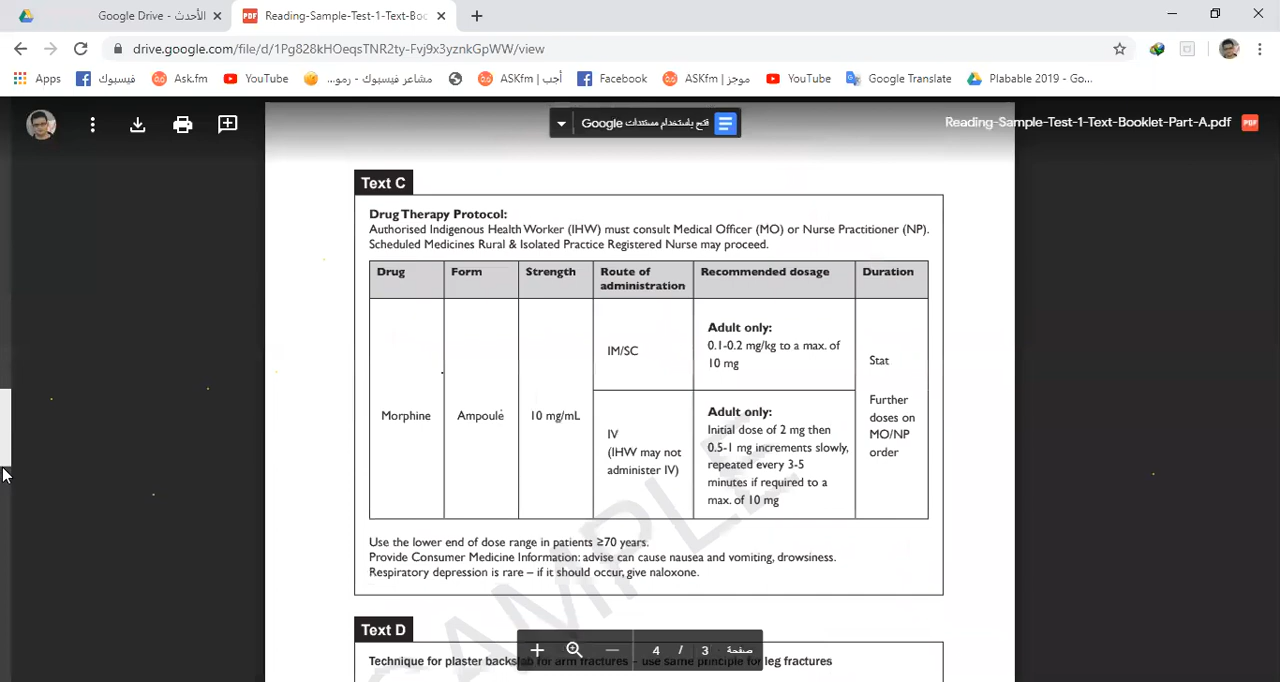 Google Drive - الأحدث
Reading-Sample-Test-1-Text-Bo
drive.google.com/file/d/1Pg828kHOeqsTNR2ty-Fvj9x3yznkGpWW/view
Apps
فيسبوك
Ask.fm
YouTube
مشاعر فيسبوك - رمو...
ASKfm | أجب
Facebook
ASKfm | موجز
YouTube
Google Translate
Plabable 2019 - Go...
فتح باستخدام مستندات Google
Reading-Sample-Test-1-Text-Booklet-Part-A.pdf
PDF
Text C
Drug Therapy Protocol:
Authorised Indigenous Health Worker (IHW) must consult Medical Officer (MO) or Nurse Practitioner (NP).
Scheduled Medicines Rural & Isolated Practice Registered Nurse may proceed.
Drug
Form
Strength
Route of
administration
Recommended dosage
Duration
Morphine
Ampoule
10 mg/mL
IM/SC
Adult only:
0.1-0.2 mg/kg to a max. of
10 mg
IV
(IHW may not
administer IV)
Adult only:
Initial dose of 2 mg then
0.5-1 mg increments slowly,
repeated every 3-5
minutes if required to a
max. of 10 mg
Stat
Further
doses on
MO/NP
order
Use the lower end of dose range in patients ≥70 years.
Provide Consumer Medicine Information: advise can cause nausea and vomiting, drowsiness.
Respiratory depression is rare – if it should occur, give naloxone.
SAMPLE
Text D
Technique for plaster backslab for arm fractures – use same principle for leg fractures
صفحة 3 / 4